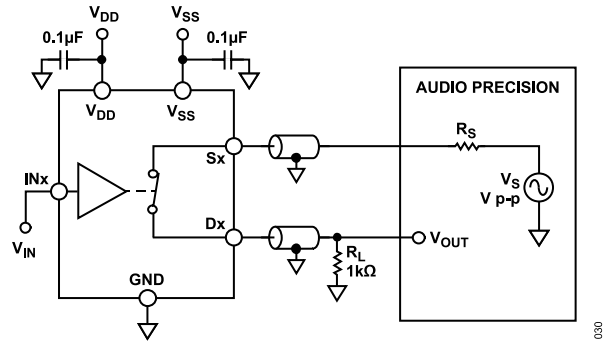 VDD
VSS
0.1µF
0.1µF
VDD
VSS
AUDIO PRECISION
RS
Sx
VS
V p-p
INx
VIN
Dx
VOUT
RL
1kΩ
GND
030